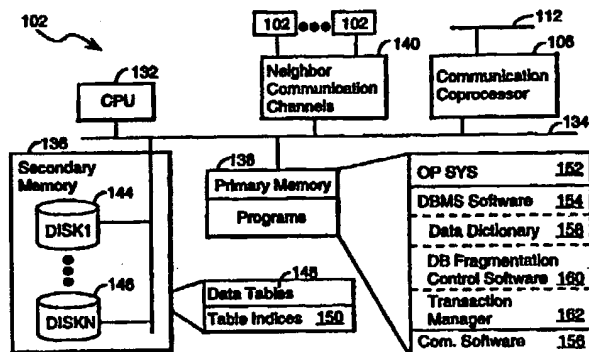 102
132
CPU
102 102
140
Neighbor
Communication
Channels
112
106
Communication
Coprocessor
134
136
Secondary
Memory
144
DISK1
146
DISKN
138
Primary Memory
Programs
148
Data Tables
Table Indices 150
OP SYS 152
DBMS Software 154
Data Dictionary 158
DB Fragmentation
Control Software 160
Transaction
Manager 162
Com. Software 156